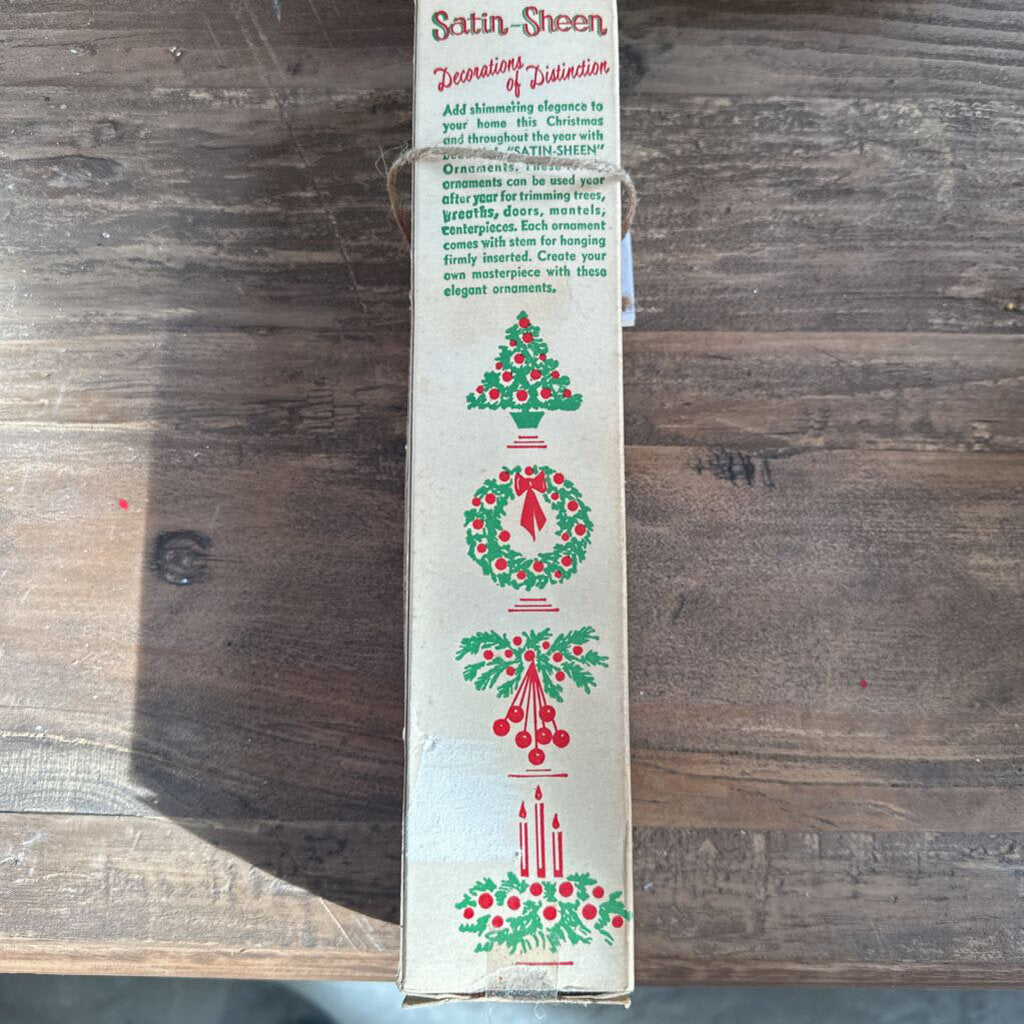 Satin-Sheen
Decorations
of Distinction
Add shimmering elegance to
your home this Christmas
and throughout the year with
"SATIN-SHEEN"
Ornaments. These
ornaments can be used year
after year for trimming trees,
wreaths, doors, mantels,
centerpieces. Each ornament
comes with stem for hanging
firmly inserted. Create your
own masterpiece with these
elegant ornaments.